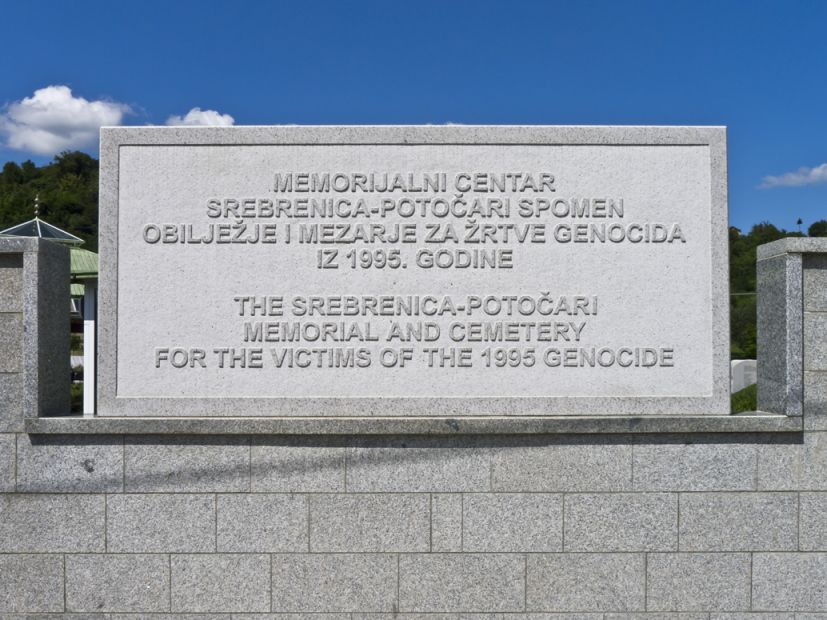 MEMORIJALNI CENTAR
SREBRENICA-POTOČARI SPOMEN
OBILJEŽJE I MEZARJE ZA ŽRTVE GENOCIDA
IZ 1995. GODINE
THE SREBRENICA-POTOČARI
MEMORIAL AND CEMETERY
FOR THE VICTIMS OF THE 1995 GENOCIDE